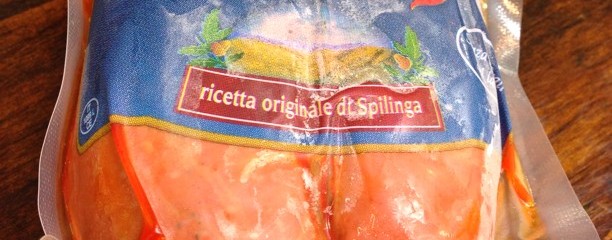 ricetta originale di Spilinga